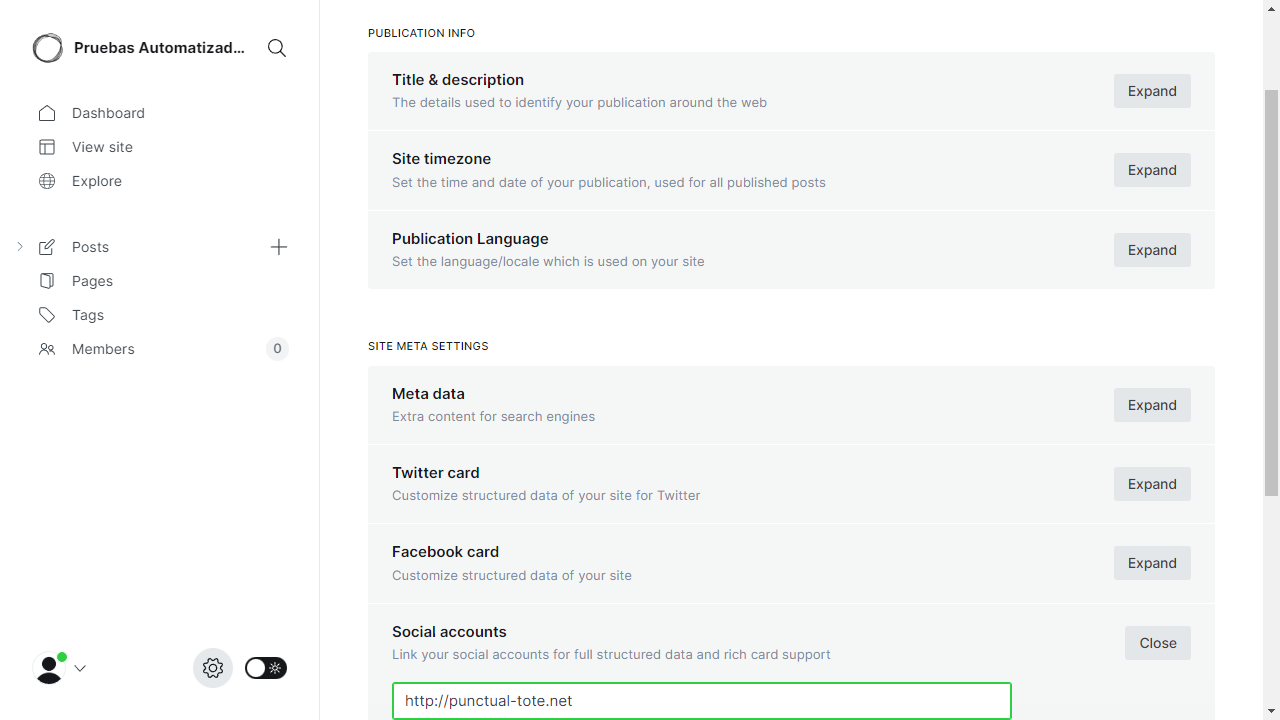 Pruebas Automatizad...
Dashboard
View site
Explore
Posts
Pages
Tags
Members
0
PUBLICATION INFO
Title & description
The details used to identify your publication around the web
Expand
Site timezone
Set the time and date of your publication, used for all published posts
Expand
Publication Language
Set the language/locale which is used on your site
Expand
SITE META SETTINGS
Meta data
Extra content for search engines
Expand
Twitter card
Customize structured data of your site for Twitter
Expand
Facebook card
Customize structured data of your site
Expand
Social accounts
Link your social accounts for full structured data and rich card support
Close
http://punctual-tote.net